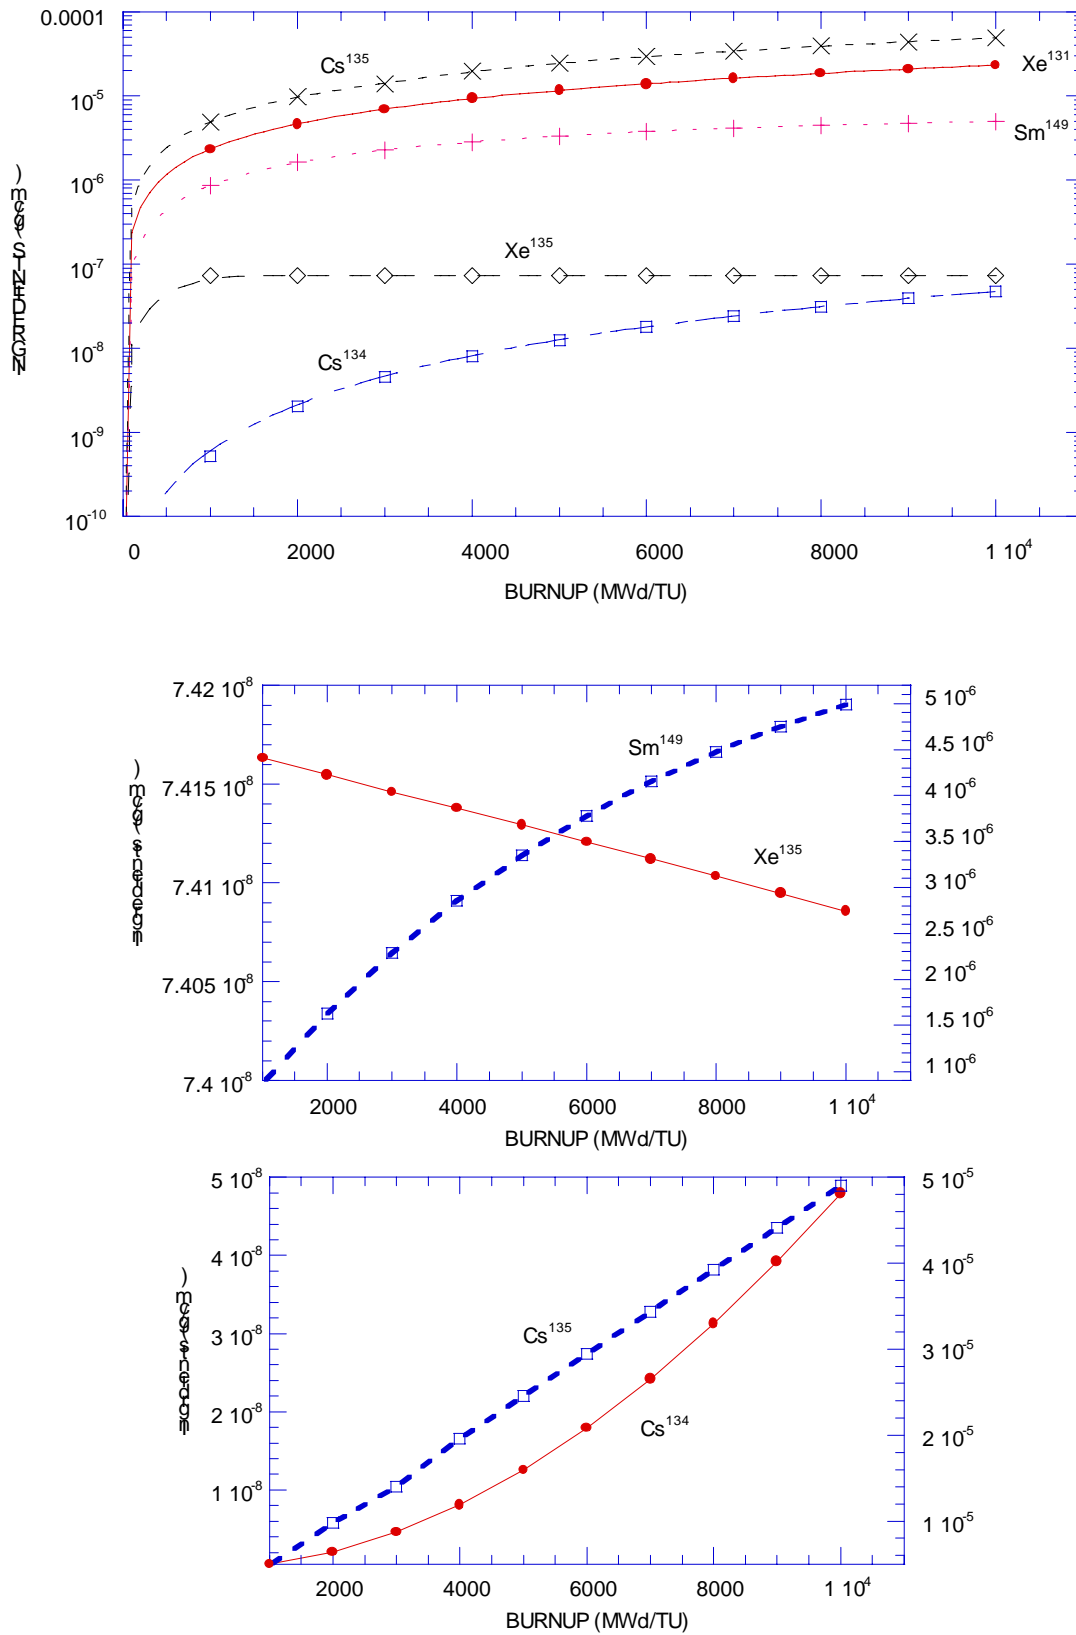 0.0001
Cs135
Xe131
10-5
Sm149
10-6
INGREDIENTS (g/cm)
Xe135
10-7
10-8
Cs134
10-9
10-10
0 2000 4000 6000 8000 1 104
BURNUP (MWd/TU)
7.42 10-8
5 10-6
Sm149
4.5 10-6
7.415 10-8
4 10-6
3.5 10-6
Ingredients (g/cm)
Xe135
7.41 10-8
3 10-6
2.5 10-6
7.405 10-8
2 10-6
1.5 10-6
7.4 10-8
1 10-6
2000 4000 6000 8000 1 104
BURNUP (MWd/TU)
5 10-8
5 10-5
4 10-8
4 10-5
Ingridients (g/cm)
3 10-8
Cs135
3 10-5
2 10-8
Cs134
2 10-5
1 10-8
1 10-5
2000 4000 6000 8000 1 104
BURNUP (MWd/TU)